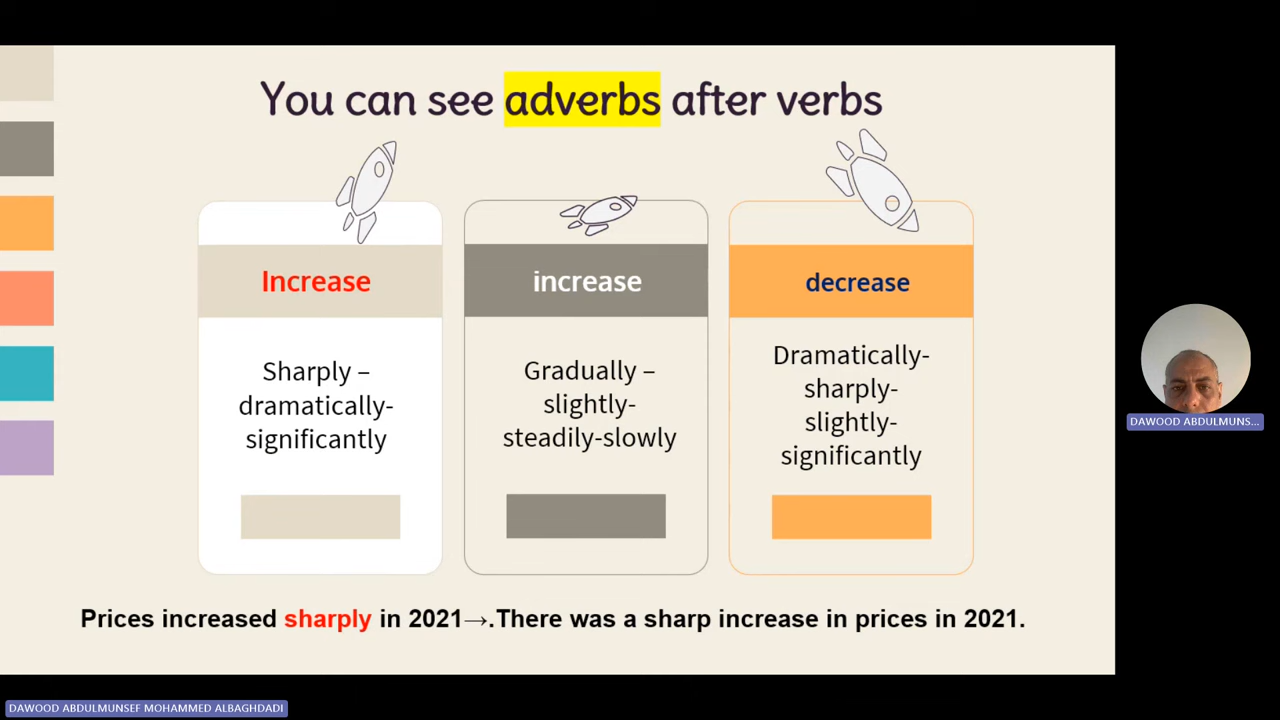 You can see adverbs after verbs
Increase
Sharply –
dramatically-
significantly
increase
Gradually –
slightly-
steadily-slowly
decrease
Dramatically-
sharply-
slightly-
significantly
Prices increased sharply in 2021→.There was a sharp increase in prices in 2021.
DAWOOD ABDULMUNS...
DAWOOD ABDULMUNSEF MOHAMMED ALBAGHDADI